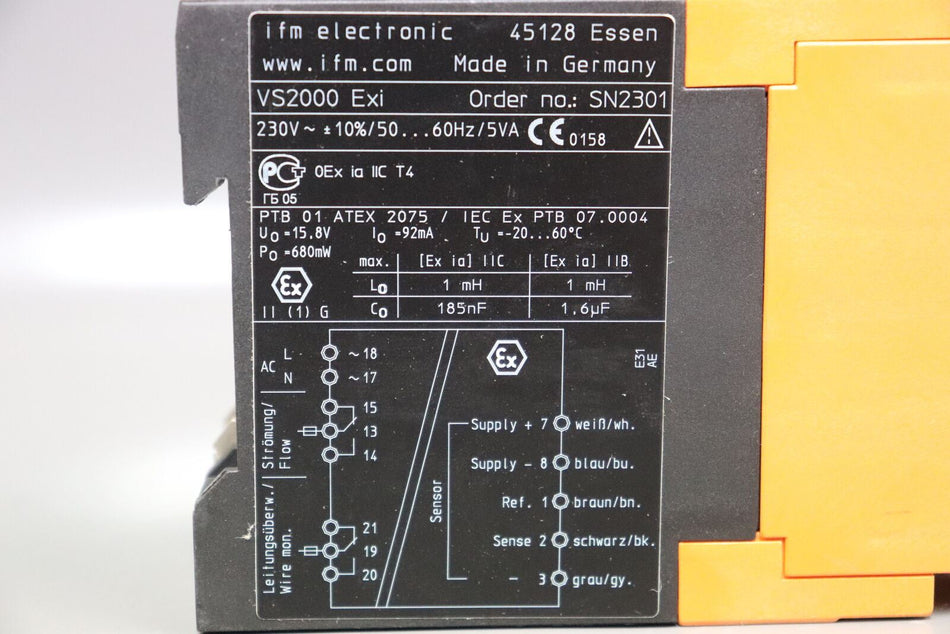 ifm electronic 45128 Essen
www.ifm.com Made in Germany
VS2000 Exi Order no.: SN2301
230V ~ ±10%/50...60Hz/5VA CE 0158
PCT 0Ex ia IIC T4
ГБ 05
PTB 01 ATEX 2075 / IEC Ex PTB 07.0004
Uo =15,8V Io =92mA Tu =-20...60°C
Po =680mW
max. [Ex ia] IIC [Ex ia] IIB
Lo 1 mH 1 mH
Co 185nF 1,6µF
Ex
II (1) G
AC
L ~ 18
N ~ 17
Strömung/
Flow
15
13
14
Leitungsüberw./
Wire mon.
21
19
20
Ex
E31
AE
Sensor
Supply + 7 weiß/wh.
Supply - 8 blau/bu.
Ref. 1 braun/bn.
Sense 2 schwarz/bk.
- 3 grau/gy.